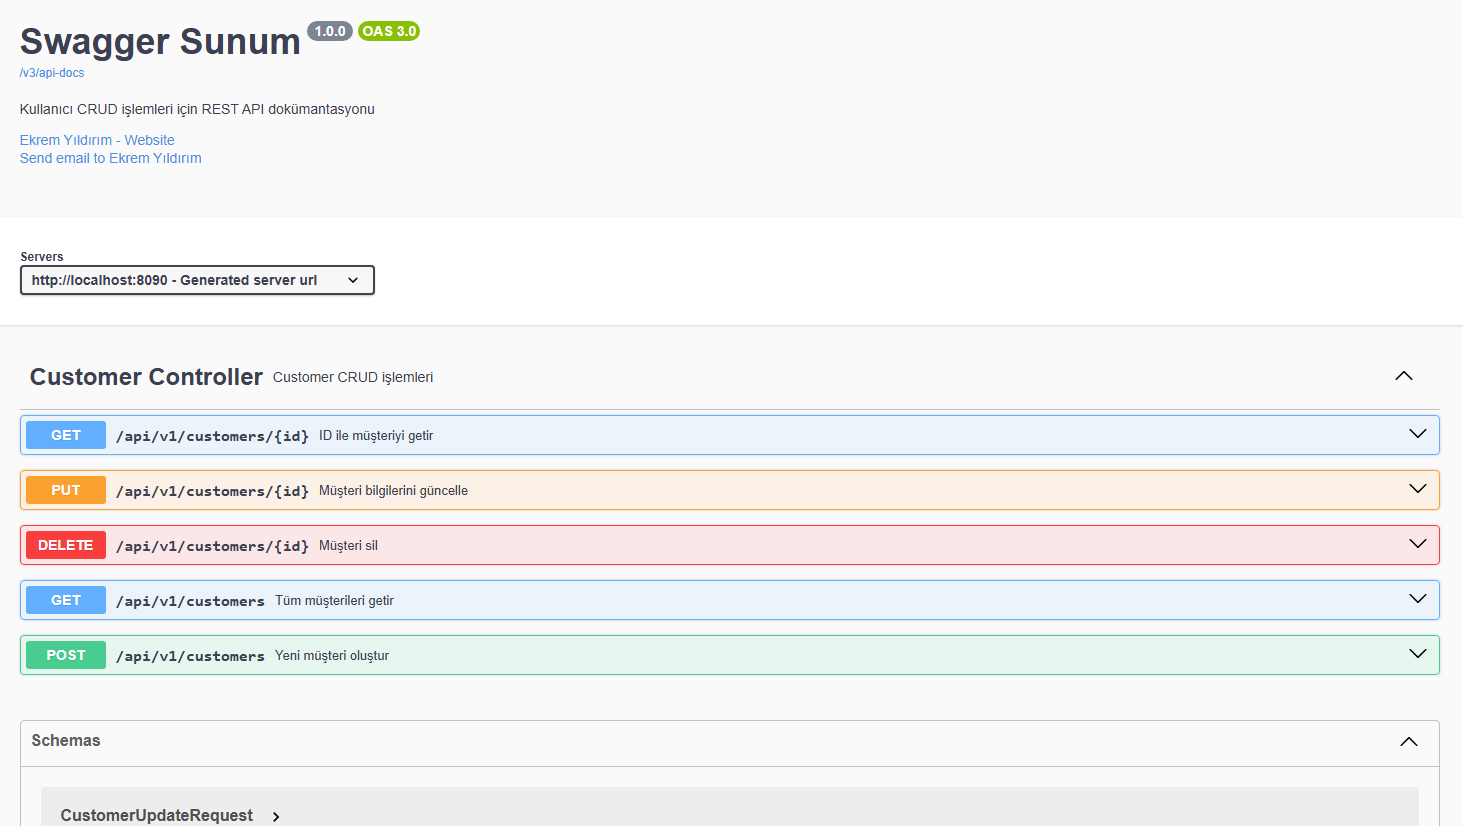 Swagger Sunum 1.0.0 OAS 3.0
/v3/api-docs
Kullanıcı CRUD işlemleri için REST API dokümantasyonu
Ekrem Yıldırım - Website
Send email to Ekrem Yıldırım
Servers
http://localhost:8090 - Generated server url
Customer Controller Customer CRUD işlemleri
GET /api/v1/customers/{id} ID ile müşteriyi getir
PUT /api/v1/customers/{id} Müşteri bilgilerini güncelle
DELETE /api/v1/customers/{id} Müşteri sil
GET /api/v1/customers Tüm müşterileri getir
POST /api/v1/customers Yeni müşteri oluştur
Schemas
CustomerUpdateRequest